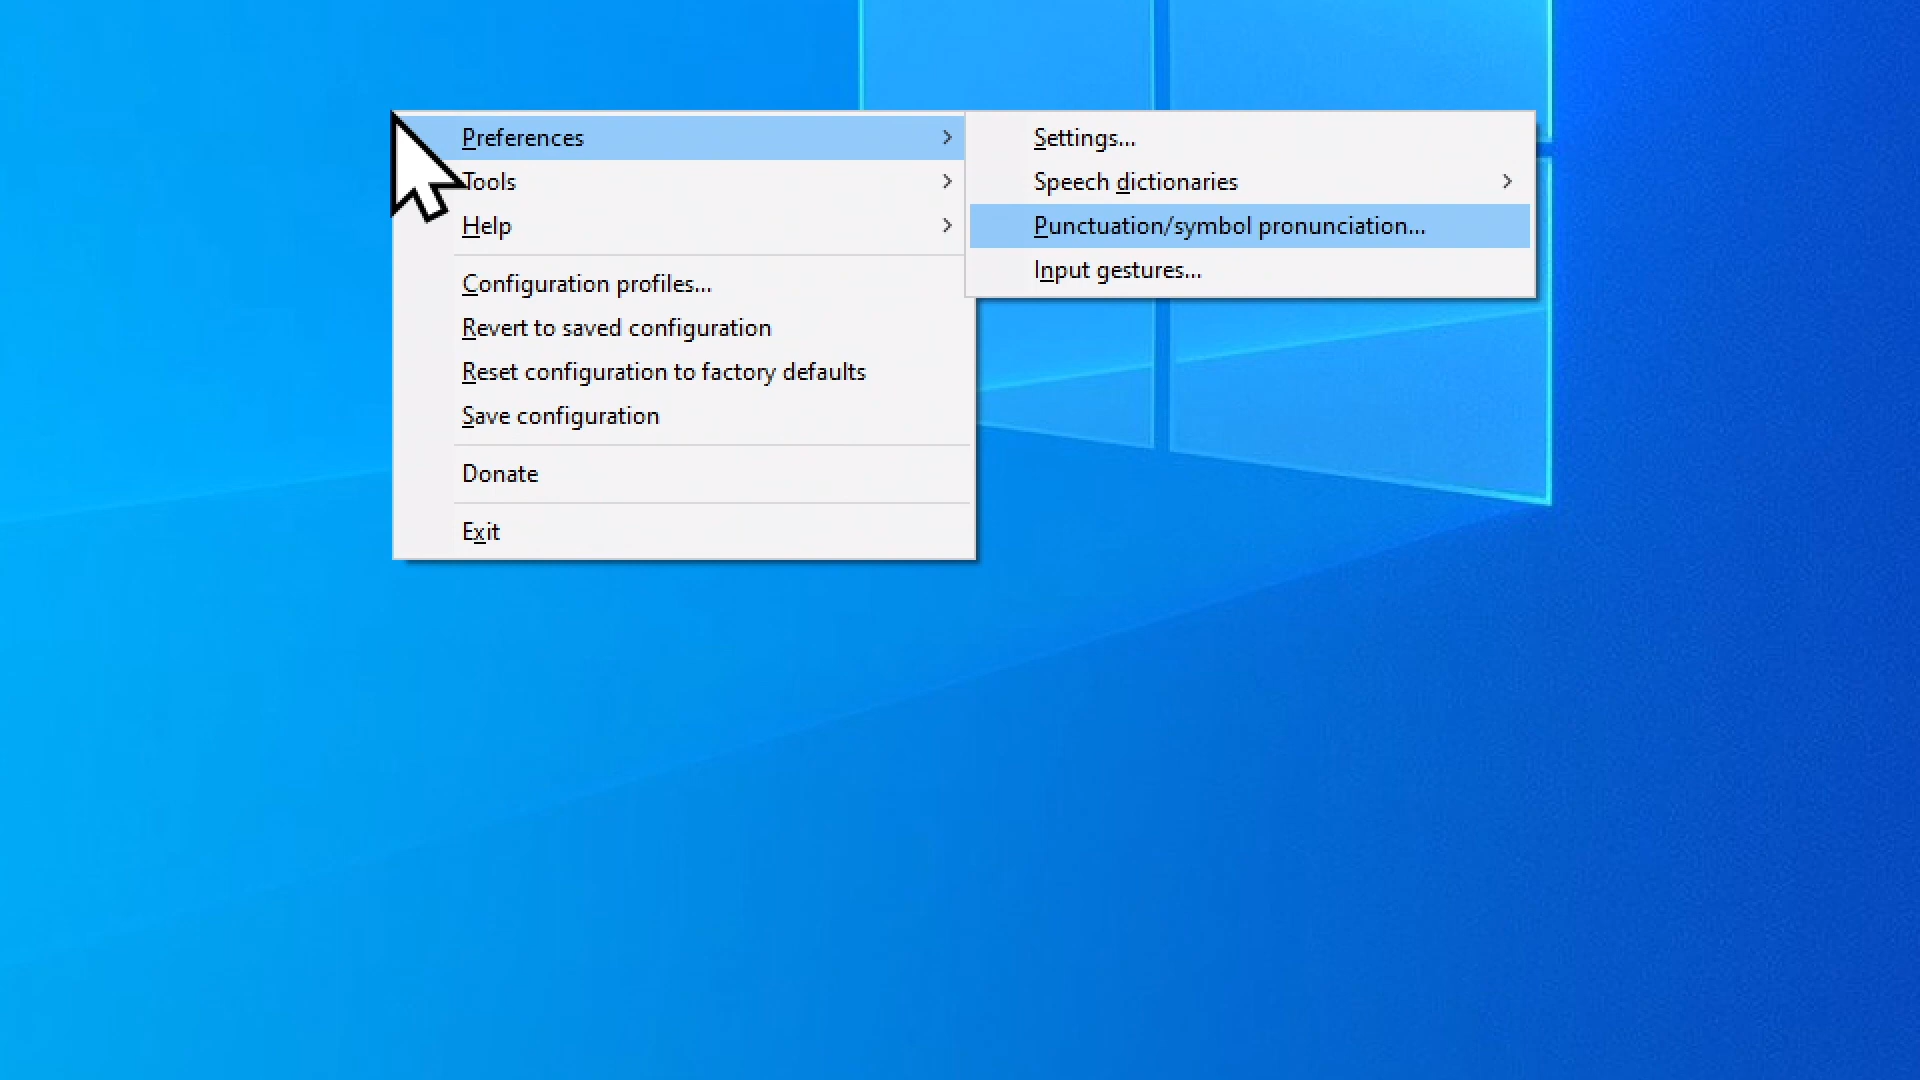 Preferences
Tools
Help
Configuration profiles...
Revert to saved configuration
Reset configuration to factory defaults
Save configuration
Donate
Exit
Settings...
Speech dictionaries
Punctuation/symbol pronunciation...
Input gestures...